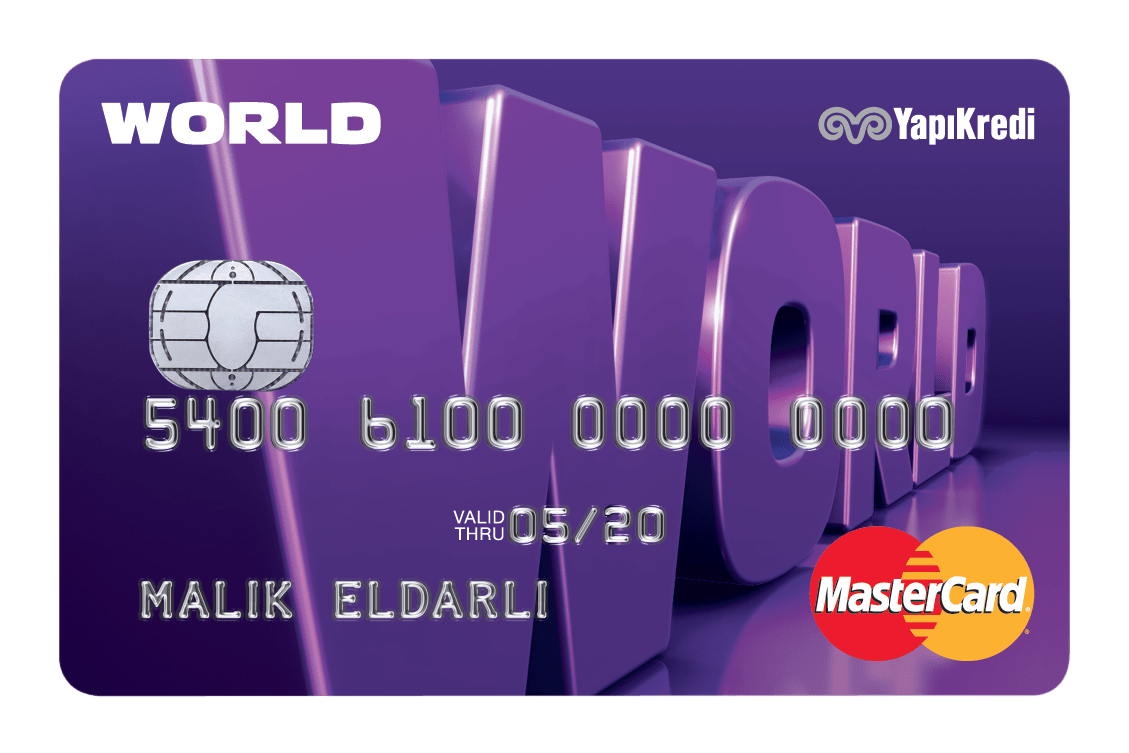 WORLD
YapıKredi
WORLD
5400 6100 0000 0000
VALID THRU 05/20
MALIK ELDARLI
MasterCard